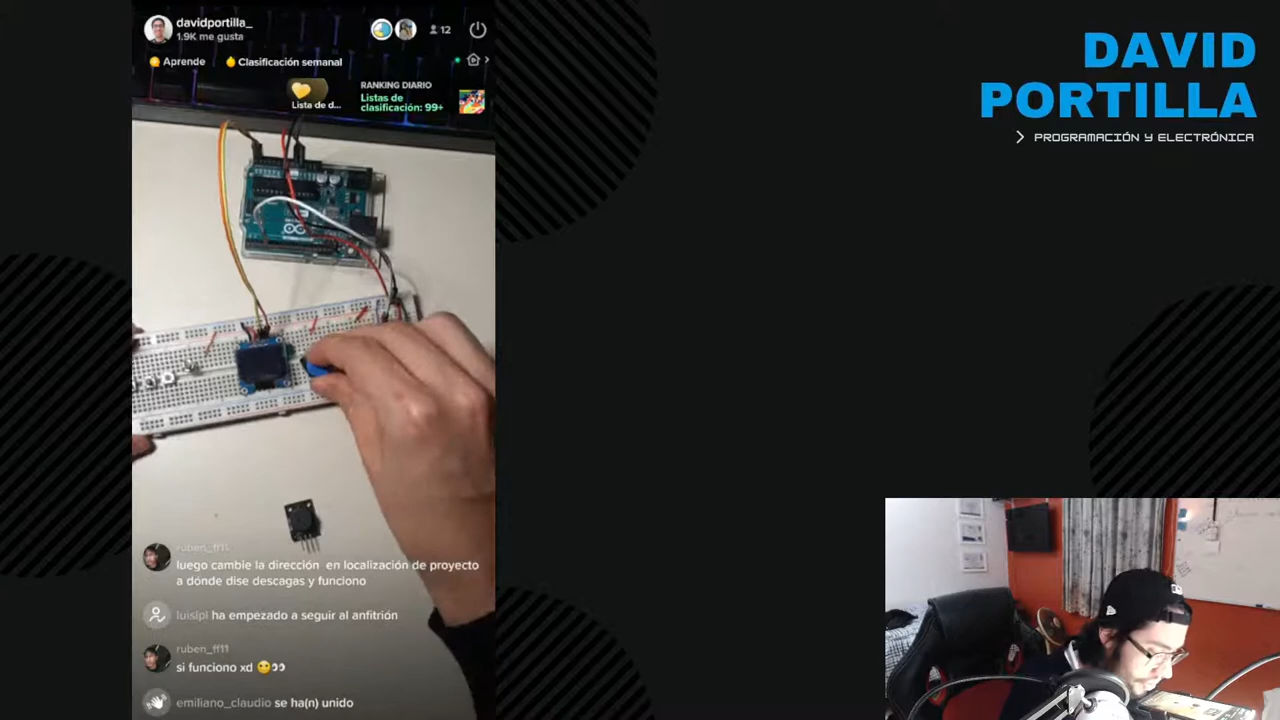 davidportilla_
1.9K me gusta
12
Aprende
Clasificación semanal
Lista de d...
RANKING DIARIO
Listas de
clasificación: 99+
ruben_ff11
luego cambie la dirección en localización de proyecto
a dónde dise descagas y funciono
luisipi ha empezado a seguir al anfitrión
ruben_ff11
si funciono xd 😄👀
emiliano_claudio se ha(n) unido
DAVID
PORTILLA
PROGRAMACIÓN Y ELECTRÓNICA